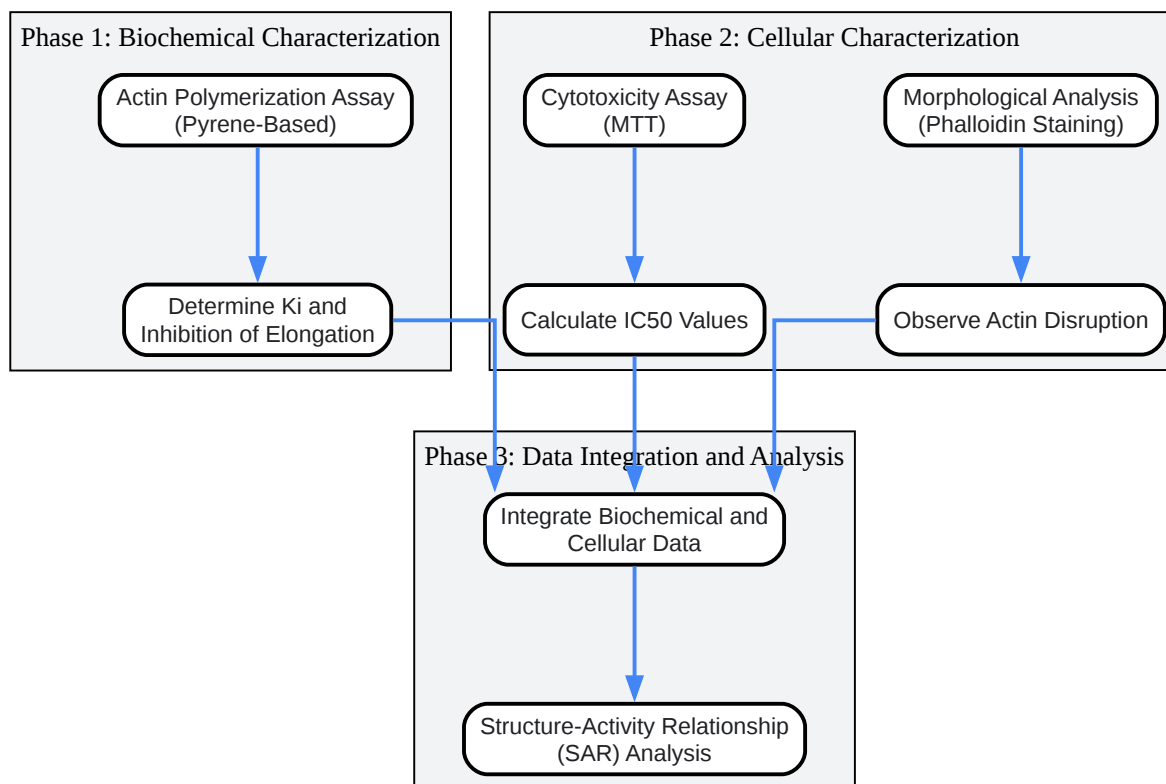 Phase 1: Biochemical Characterization
Actin Polymerization Assay
(Pyrene-Based)
Determine Ki and
Inhibition of Elongation
Phase 2: Cellular Characterization
Cytotoxicity Assay
(MTT)
Morphological Analysis
(Phalloidin Staining)
Calculate IC50 Values
Observe Actin Disruption
Phase 3: Data Integration and Analysis
Integrate Biochemical and
Cellular Data
Structure-Activity Relationship
(SAR) Analysis